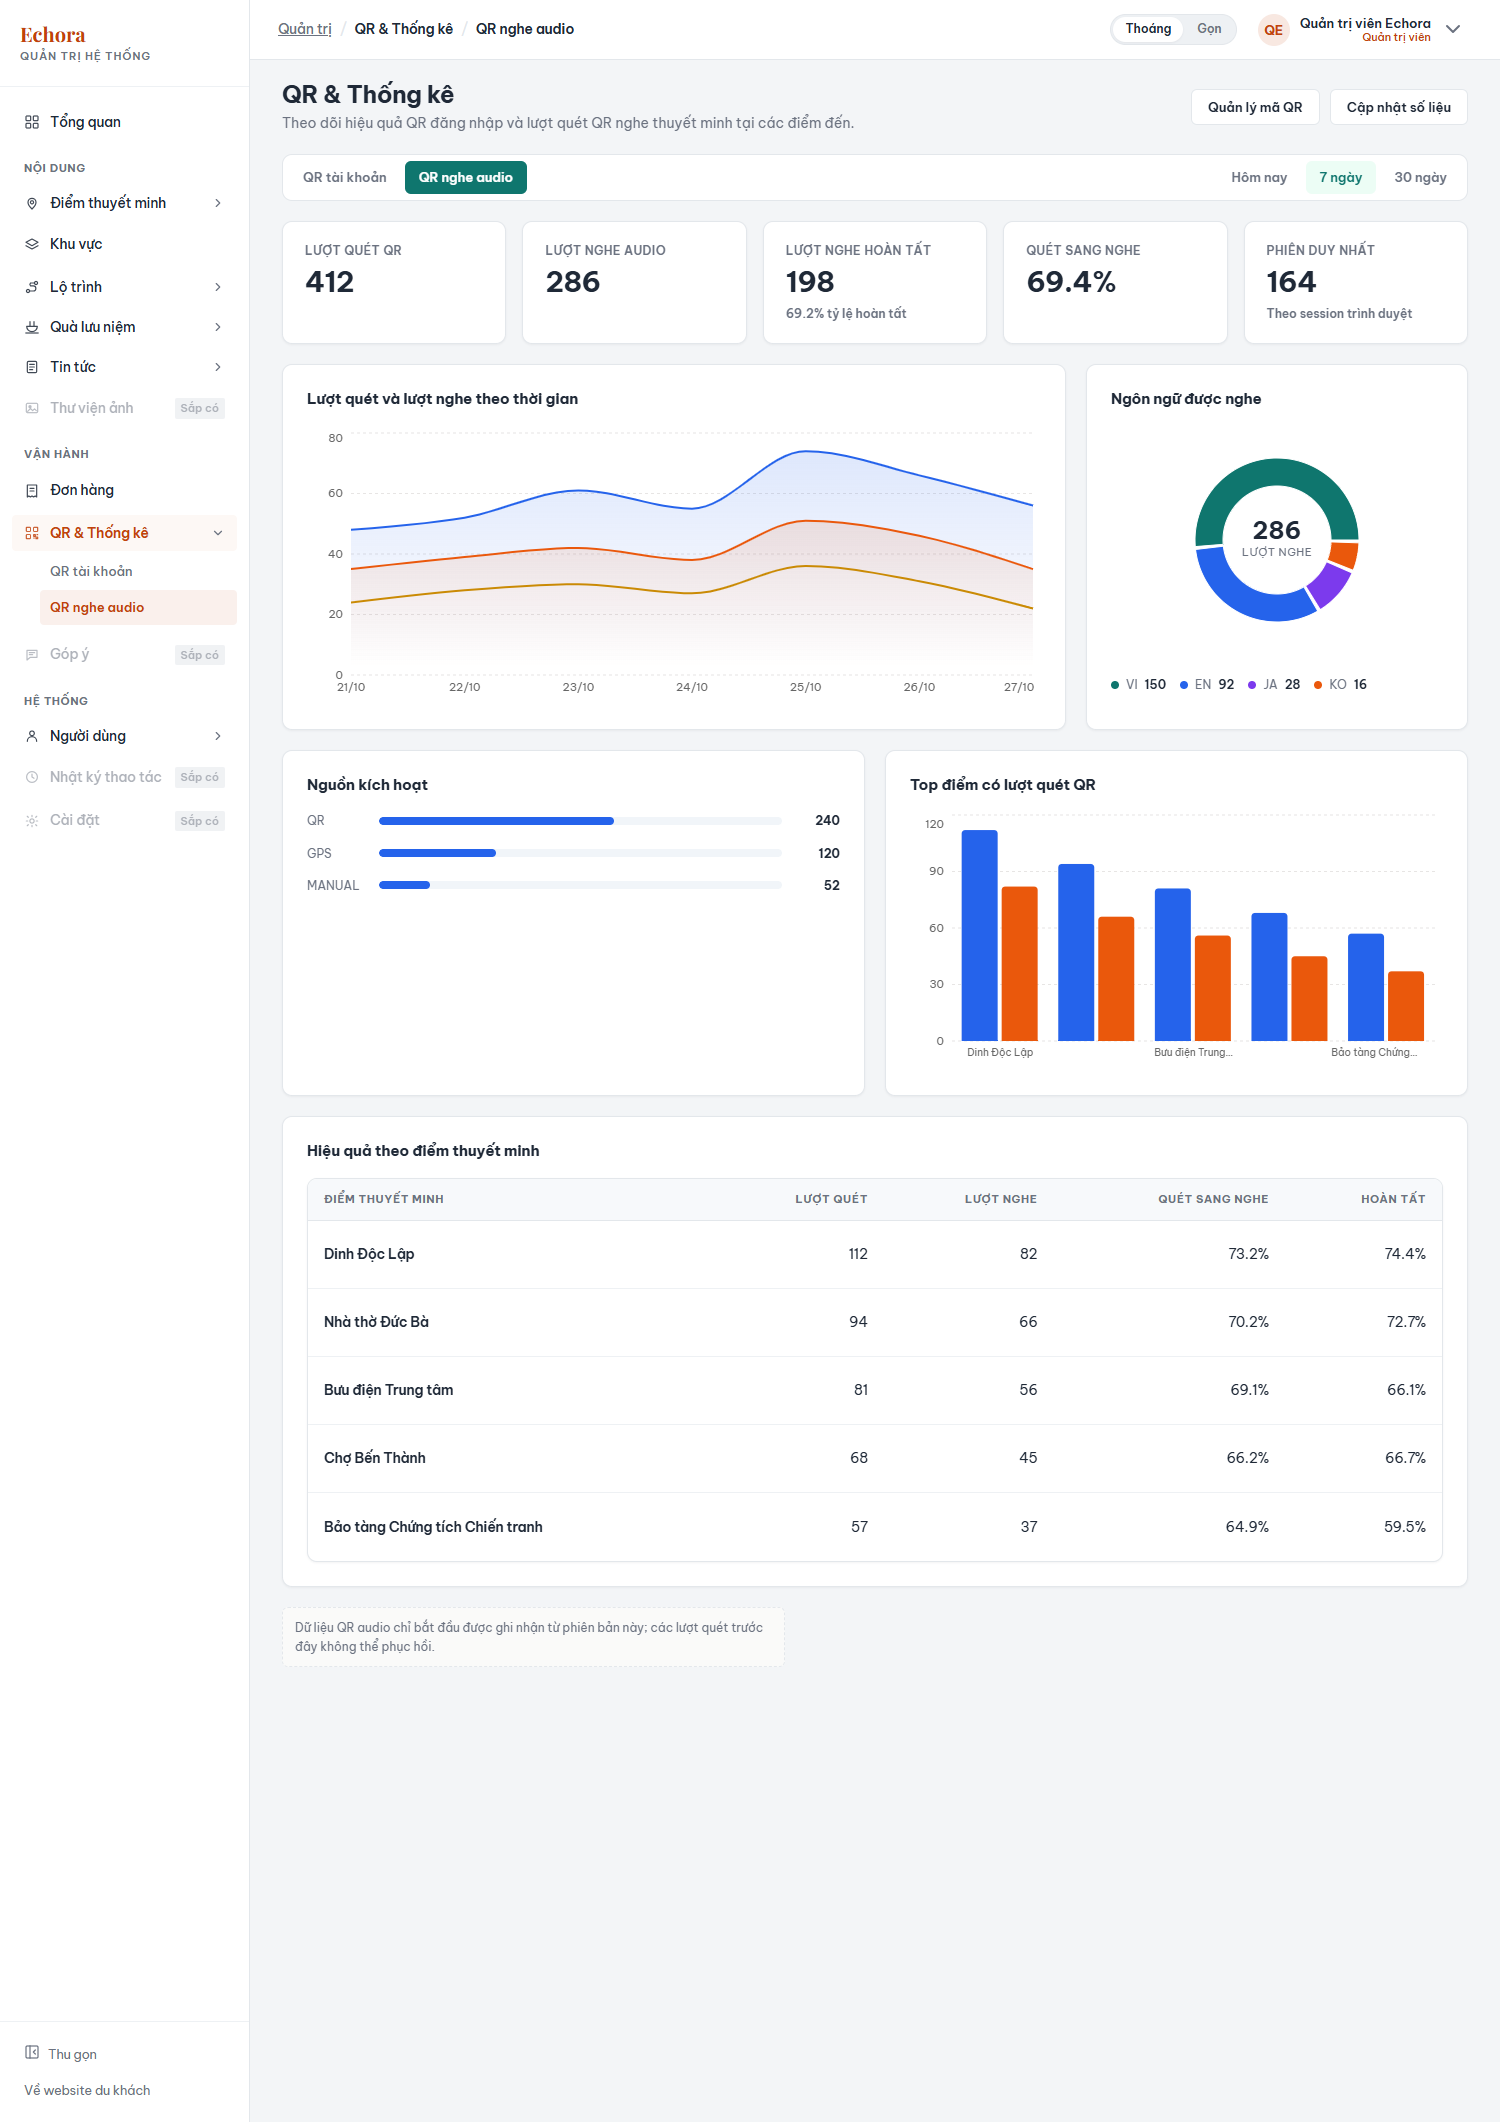 Echora
QUẢN TRỊ HỆ THỐNG
Tổng quan
NỘI DUNG
Điểm thuyết minh
Khu vực
Lộ trình
Quà lưu niệm
Tin tức
Thư viện ảnh Sắp có
VẬN HÀNH
Đơn hàng
QR & Thống kê
QR tài khoản
QR nghe audio
Góp ý Sắp có
HỆ THỐNG
Người dùng
Nhật ký thao tác Sắp có
Cài đặt Sắp có
Thu gọn
Về website du khách
Quản trị / QR & Thống kê / QR nghe audio
Thoáng Gọn
QE
Quản trị viên Echora
Quản trị viên
QR & Thống kê
Theo dõi hiệu quả QR đăng nhập và lượt quét QR nghe thuyết minh tại các điểm đến.
Quản lý mã QR
Cập nhật số liệu
QR tài khoản QR nghe audio
Hôm nay 7 ngày 30 ngày
LƯỢT QUÉT QR
412
LƯỢT NGHE AUDIO
286
LƯỢT NGHE HOÀN TẤT
198
69.2% tỷ lệ hoàn tất
QUÉT SANG NGHE
69.4%
PHIÊN DUY NHẤT
164
Theo session trình duyệt
Lượt quét và lượt nghe theo thời gian
80
60
40
20
0
21/10 22/10 23/10 24/10 25/10 26/10 27/10
Ngôn ngữ được nghe
286
LƯỢT NGHE
VI 150 EN 92 JA 28 KO 16
Nguồn kích hoạt
QR 240
GPS 120
MANUAL 52
Top điểm có lượt quét QR
120
90
60
30
0
Dinh Độc Lập Bưu điện Trung... Bảo tàng Chứng...
Hiệu quả theo điểm thuyết minh
ĐIỂM THUYẾT MINH LƯỢT QUÉT LƯỢT NGHE QUÉT SANG NGHE HOÀN TẤT
Dinh Độc Lập 112 82 73.2% 74.4%
Nhà thờ Đức Bà 94 66 70.2% 72.7%
Bưu điện Trung tâm 81 56 69.1% 66.1%
Chợ Bến Thành 68 45 66.2% 66.7%
Bảo tàng Chứng tích Chiến tranh 57 37 64.9% 59.5%
Dữ liệu QR audio chỉ bắt đầu được ghi nhận từ phiên bản này; các lượt quét trước
đây không thể phục hồi.